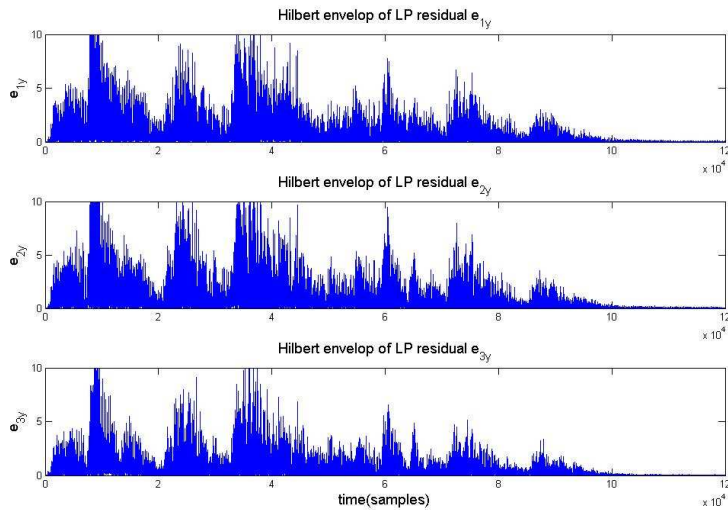 Hilbert envelop of LP residual e1y
10
5
0
e1y
0 2 4 6 8 10 12
x 10^4
Hilbert envelop of LP residual e2y
10
5
0
e2y
0 2 4 6 8 10 12
x 10^4
Hilbert envelop of LP residual e3y
10
5
0
e3y
0 2 4 6 8 10 12
x 10^4
time(samples)